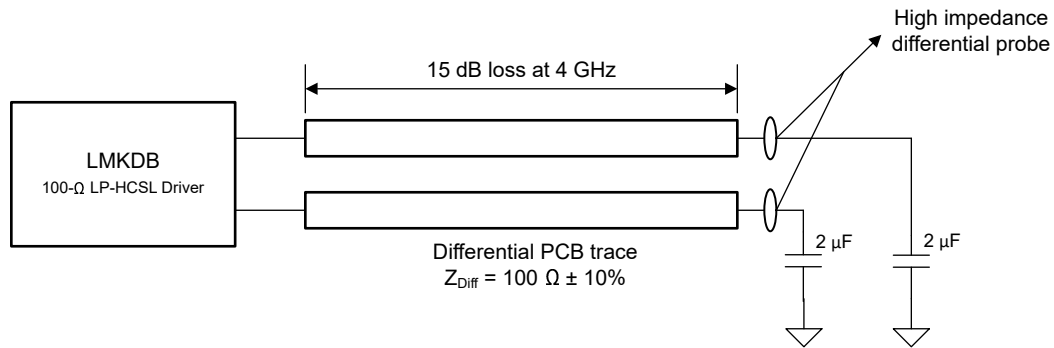 High impedance
differential probe
15 dB loss at 4 GHz
LMKDB
100-Ω LP-HCSL Driver
Differential PCB trace
Z_Diff = 100 Ω ± 10%
2 µF
2 µF